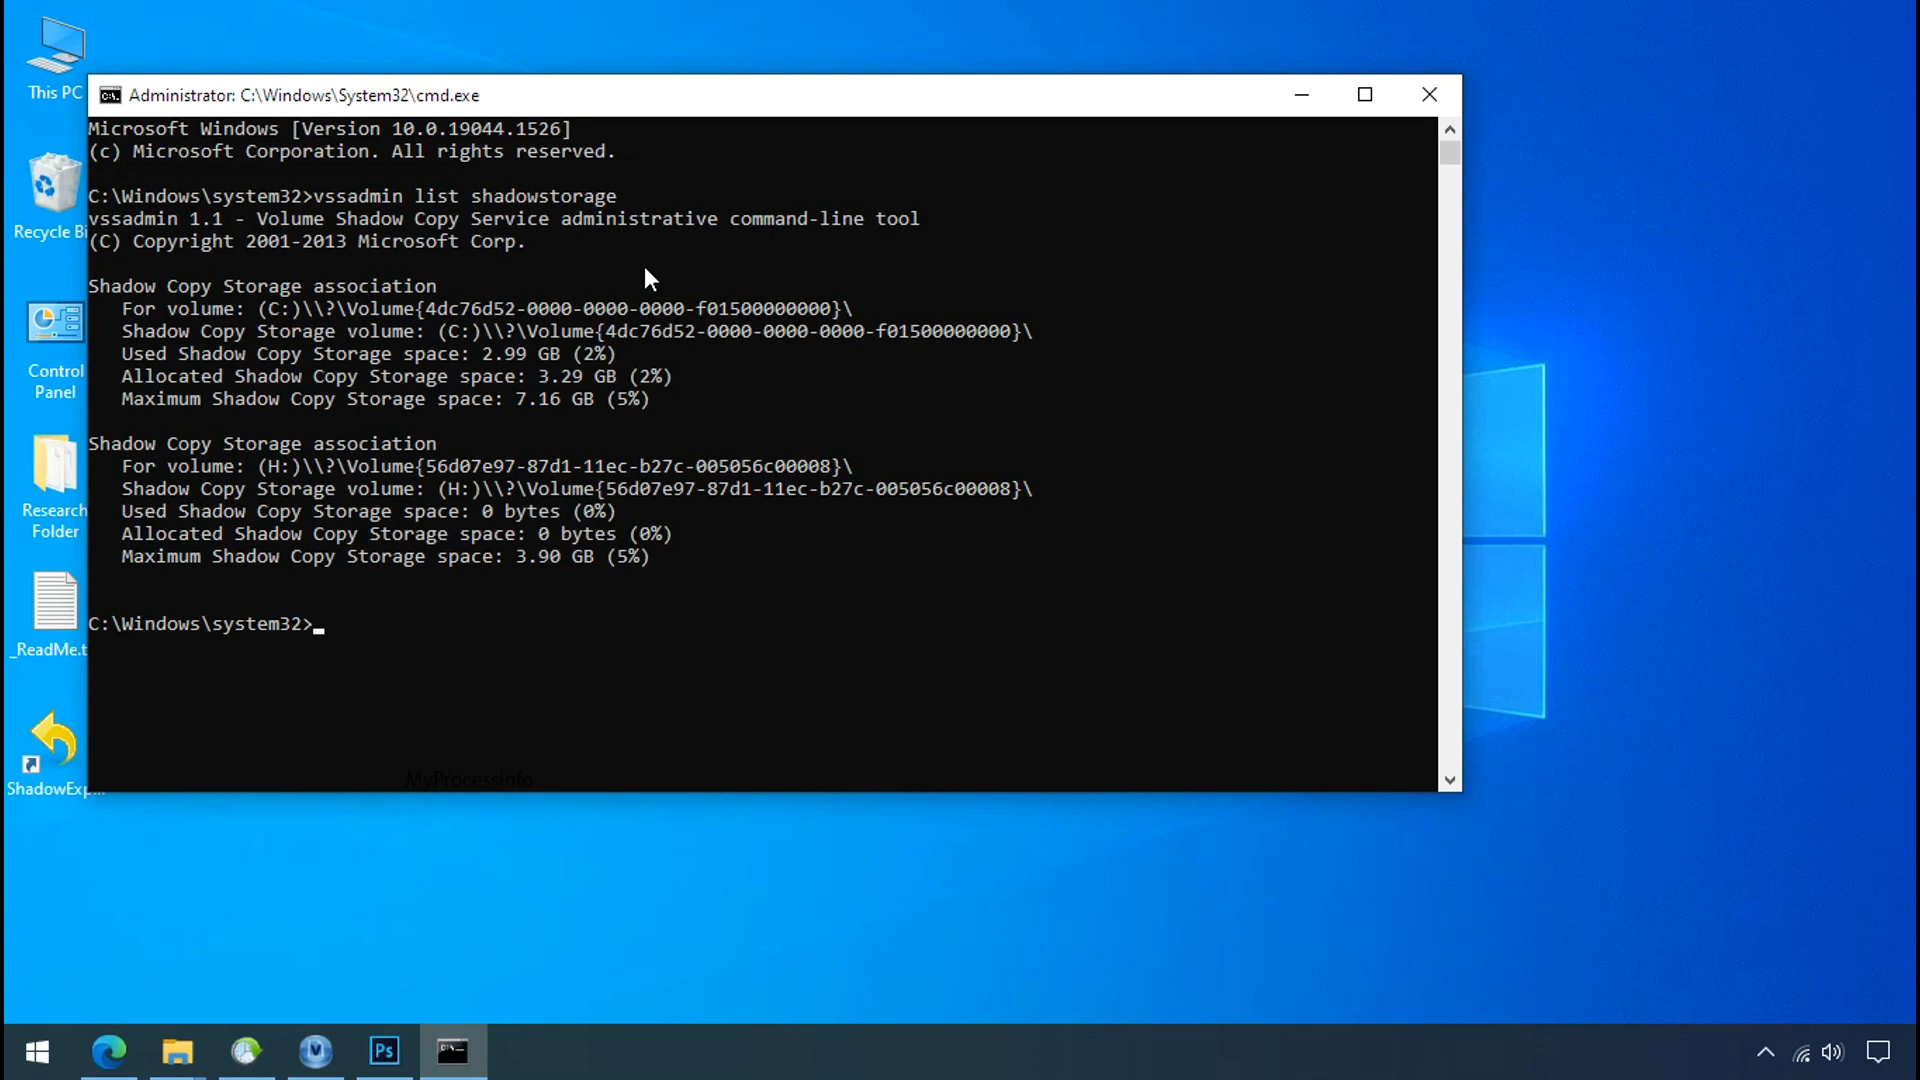 This PC
Administrator: C:\Windows\System32\cmd.exe
Microsoft Windows [Version 10.0.19044.1526]
(c) Microsoft Corporation. All rights reserved.
C:\Windows\system32>vssadmin list shadowstorage
vssadmin 1.1 - Volume Shadow Copy Service administrative command-line tool
(C) Copyright 2001-2013 Microsoft Corp.
Recycle Bi
Shadow Copy Storage association
For volume: (C:)\\?\Volume{4dc76d52-0000-0000-0000-f01500000000}\
Shadow Copy Storage volume: (C:)\\?\Volume{4dc76d52-0000-0000-0000-f01500000000}\
Used Shadow Copy Storage space: 2.99 GB (2%)
Allocated Shadow Copy Storage space: 3.29 GB (2%)
Maximum Shadow Copy Storage space: 7.16 GB (5%)
Control
Panel
Shadow Copy Storage association
For volume: (H:)\\?\Volume{56d07e97-87d1-11ec-b27c-005056c00008}\
Shadow Copy Storage volume: (H:)\\?\Volume{56d07e97-87d1-11ec-b27c-005056c00008}\
Used Shadow Copy Storage space: 0 bytes (0%)
Allocated Shadow Copy Storage space: 0 bytes (0%)
Maximum Shadow Copy Storage space: 3.90 GB (5%)
Research
Folder
C:\Windows\system32>
_ReadMe.t
MyProcessInfo
ShadowExp...
Ps